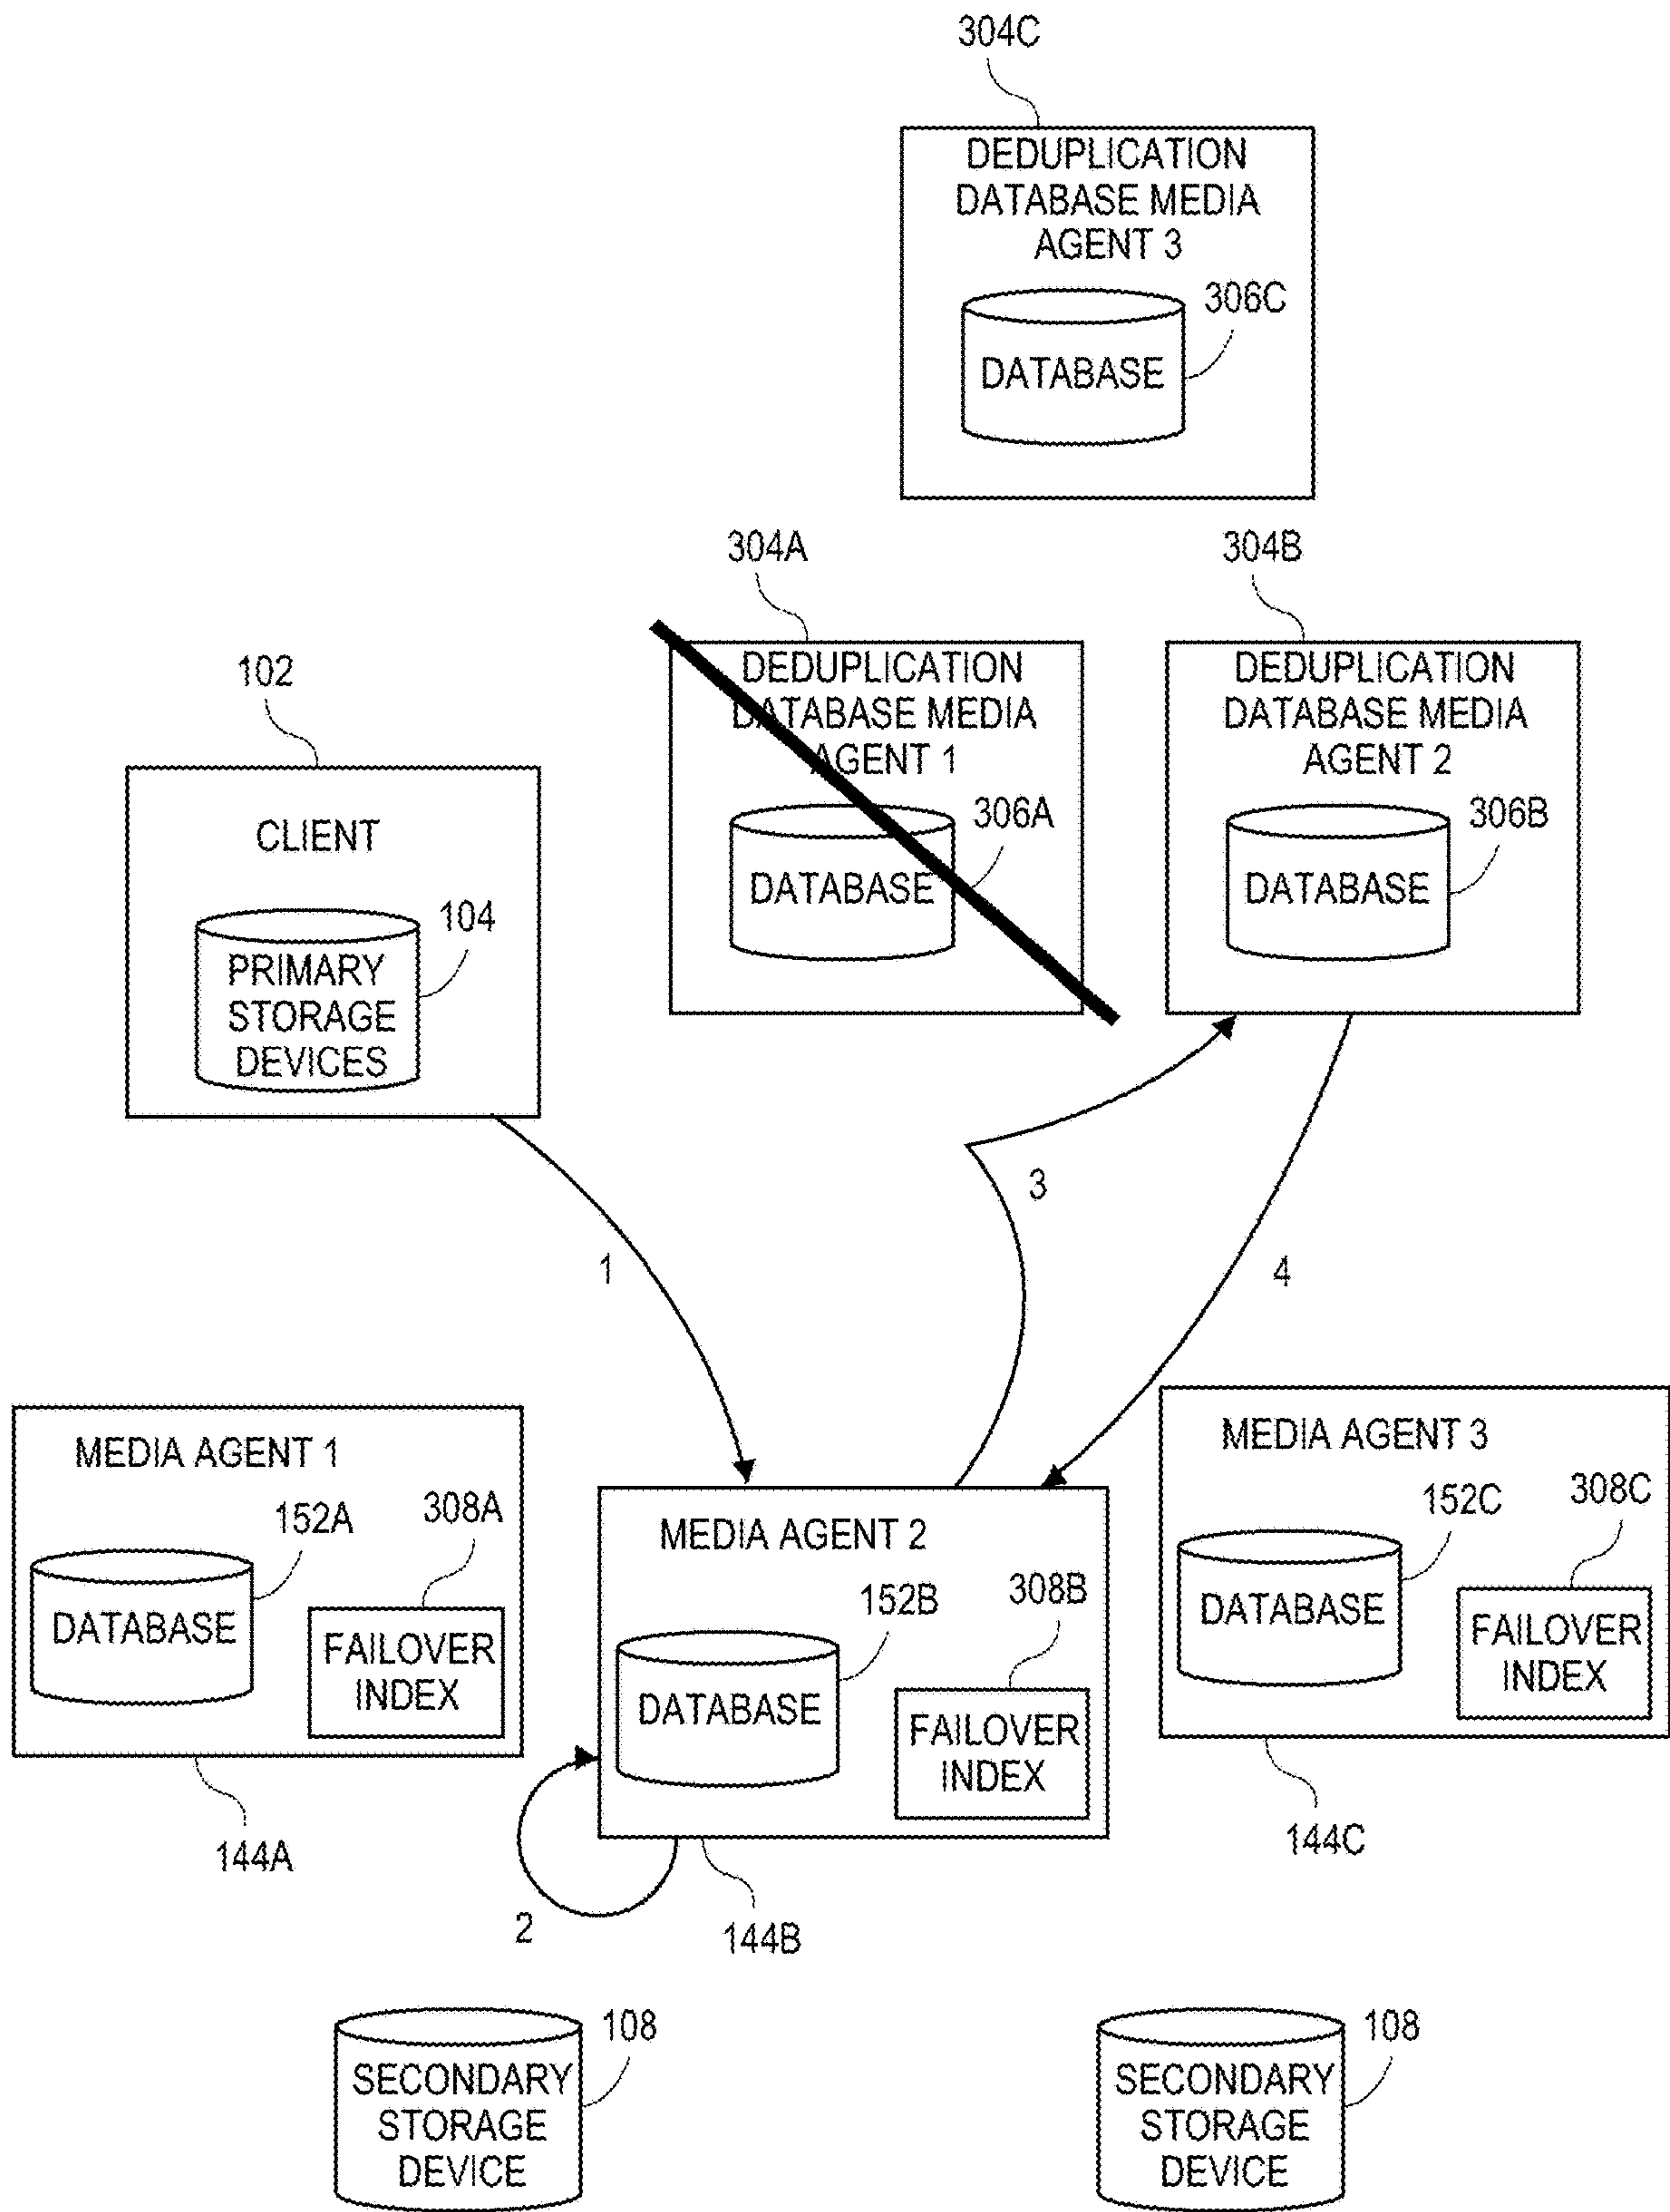 304C
DEDUPLICATION
DATABASE MEDIA
AGENT 3
306C
DATABASE
304A
304B
DEDUPLICATION
DATABASE MEDIA
AGENT 1
306A
DATABASE
DEDUPLICATION
DATABASE MEDIA
AGENT 2
306B
DATABASE
102
CLIENT
104
PRIMARY
STORAGE
DEVICES
1
3
4
MEDIA AGENT 1
152A
308A
DATABASE
FAILOVER
INDEX
144A
MEDIA AGENT 2
152B
308B
DATABASE
FAILOVER
INDEX
2
144B
MEDIA AGENT 3
152C
308C
DATABASE
FAILOVER
INDEX
144C
108
SECONDARY
STORAGE
DEVICE
108
SECONDARY
STORAGE
DEVICE